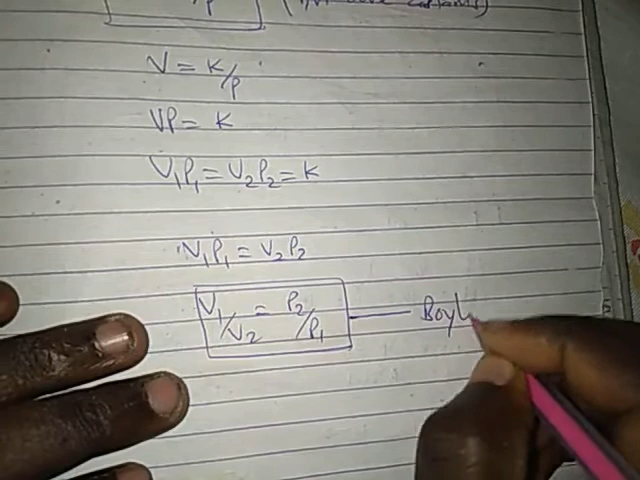 V = K/P
VP = K
V₁P₁ = V₂P₂ = K
V₁P₁ = V₂P₂
V₁/V₂ = P₂/P₁ — Boyl